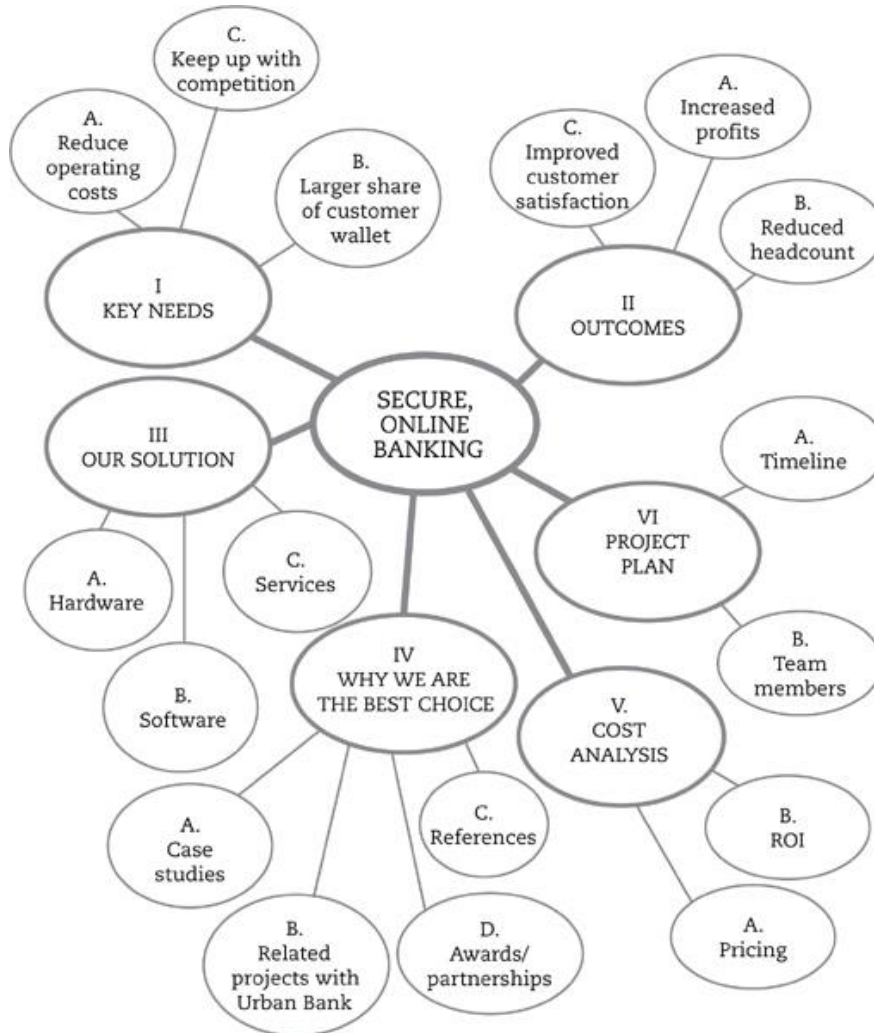 C.
Keep up with
competition
A.
Reduce
operating
costs
B.
Larger share
of customer
wallet
I
KEY NEEDS
A.
Increased
profits
C.
Improved
customer
satisfaction
B.
Reduced
headcount
II
OUTCOMES
SECURE,
ONLINE
BANKING
III
OUR SOLUTION
A.
Hardware
B.
Software
C.
Services
A.
Timeline
VI
PROJECT
PLAN
B.
Team
members
IV
WHY WE ARE
THE BEST CHOICE
A.
Case
studies
B.
Related
projects with
Urban Bank
C.
References
D.
Awards/
partnerships
V.
COST
ANALYSIS
B.
ROI
A.
Pricing